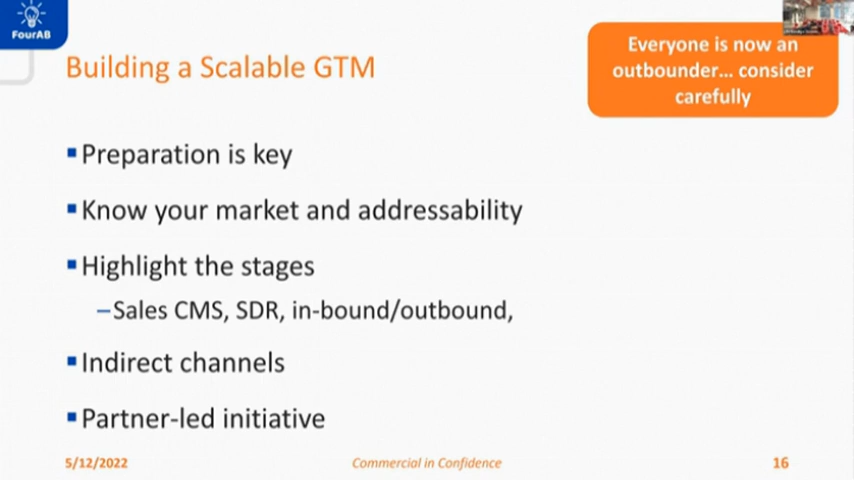 FourAB
Building a Scalable GTM
Everyone is now an
outbounder... consider
carefully
Preparation is key
Know your market and addressability
Highlight the stages
–Sales CMS, SDR, in-bound/outbound,
Indirect channels
Partner-led initiative
5/12/2022
Commercial in Confidence
16